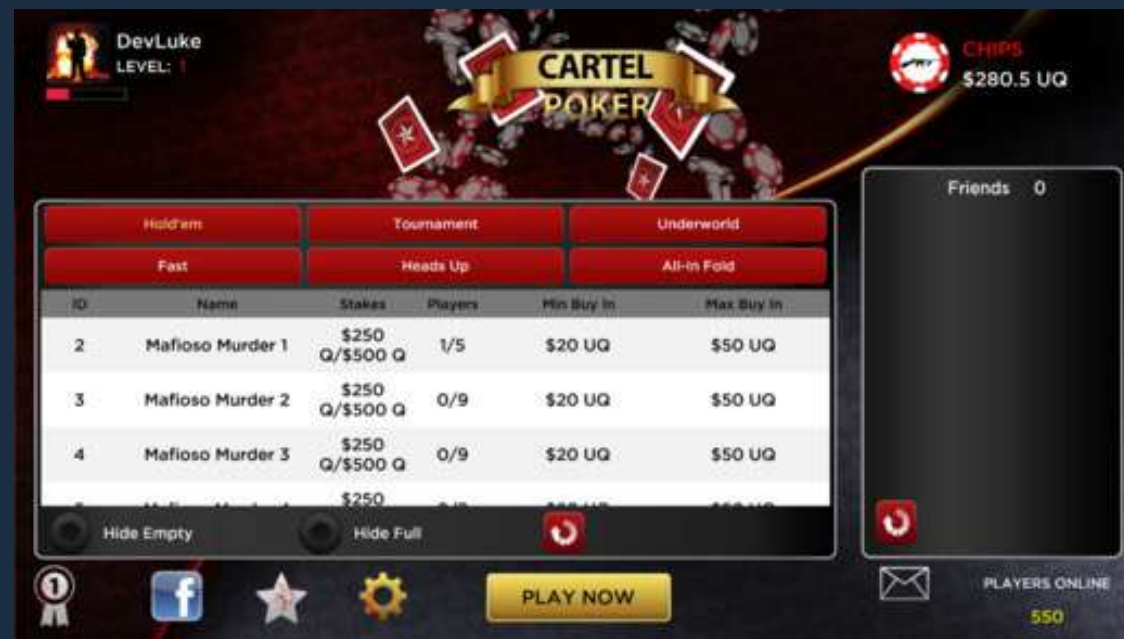 DevLuke
LEVEL: 1
CARTEL
POKER
CHIPS
$280.5 UQ
Friends 0
Hold'em Tournament Underworld
Fast Heads Up All-In Fold
ID Name Stakes Players Min Buy In Max Buy In
2 Mafioso Murder 1 $250 Q/$500 Q 1/5 $20 UQ $50 UQ
3 Mafioso Murder 2 $250 Q/$500 Q 0/9 $20 UQ $50 UQ
4 Mafioso Murder 3 $250 Q/$500 Q 0/9 $20 UQ $50 UQ
$250
Hide Empty Hide Full
1
PLAY NOW
PLAYERS ONLINE
550